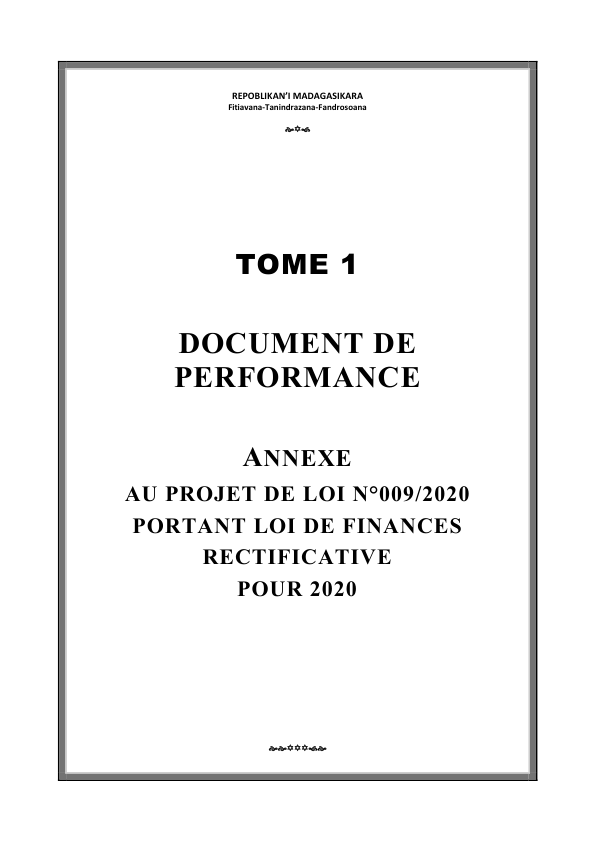 REPOBLIKAN'I MADAGASIKARA
Fitiavana-Tanindrazana-Fandrosoana
TOME 1
DOCUMENT DE
PERFORMANCE
ANNEXE
AU PROJET DE LOI N°009/2020
PORTANT LOI DE FINANCES
RECTIFICATIVE
POUR 2020